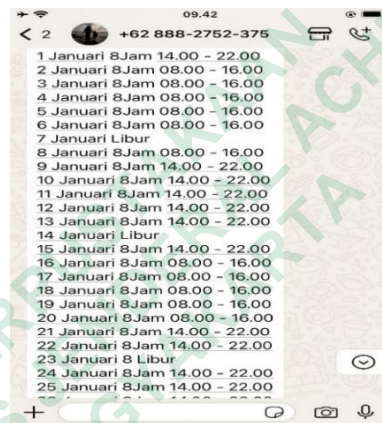 09.42
2 +62 888-2752-375
1 Januari 8Jam 14.00 - 22.00
2 Januari 8Jam 08.00 - 16.00
3 Januari 8Jam 08.00 - 16.00
4 Januari 8Jam 08.00 - 16.00
5 Januari 8Jam 08.00 - 16.00
6 Januari 8Jam 08.00 - 16.00
7 Januari Libur
8 Januari 8Jam 08.00 - 16.00
9 Januari 8Jam 14.00 - 22.00
10 Januari 8Jam 14.00 - 22.00
11 Januari 8Jam 14.00 - 22.00
12 Januari 8Jam 14.00 - 22.00
13 Januari 8Jam 14.00 - 22.00
14 Januari Libur
15 Januari 8Jam 14.00 - 22.00
16 Januari 8Jam 08.00 - 16.00
17 Januari 8Jam 08.00 - 16.00
18 Januari 8Jam 08.00 - 16.00
19 Januari 8Jam 08.00 - 16.00
20 Januari 8Jam 08.00 - 16.00
21 Januari 8Jam 14.00 - 22.00
22 Januari 8Jam 14.00 - 22.00
23 Januari 8 Libur
24 Januari 8Jam 14.00 - 22.00
25 Januari 8Jam 14.00 - 22.00